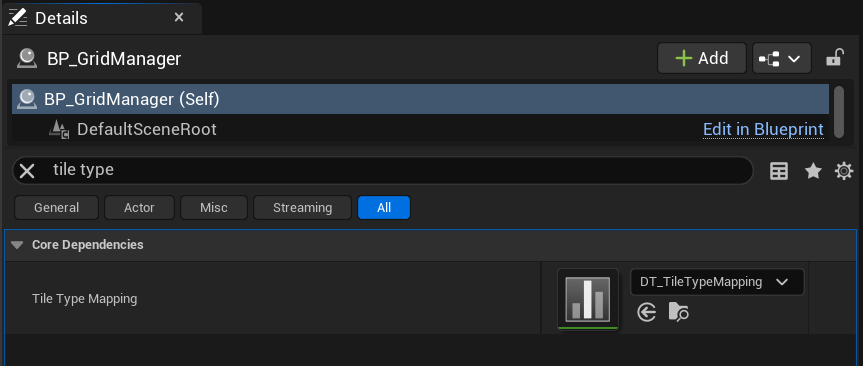 Details
BP_GridManager
Add
BP_GridManager (Self)
DefaultSceneRoot
Edit in Blueprint
tile type
General
Actor
Misc
Streaming
All
Core Dependencies
Tile Type Mapping
DT_TileTypeMapping